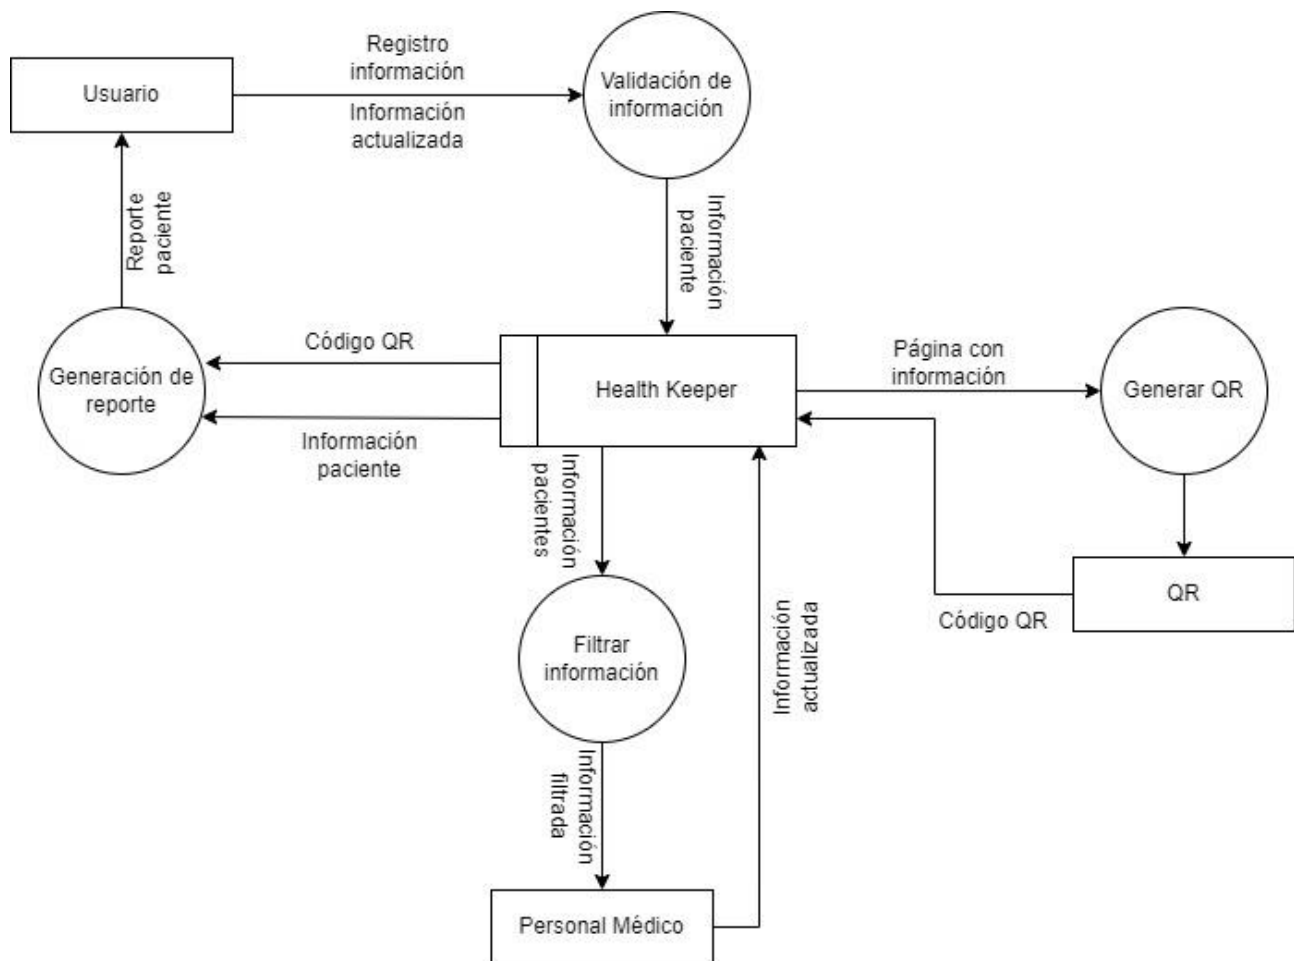 Registro
información
Usuario
Validación de
información
Información
actualizada
Reporte
paciente
Información
paciente
Código QR
Generación de
reporte
Health Keeper
Página con
información
Generar QR
Información
paciente
Información
pacientes
QR
Código QR
Filtrar
información
Información
actualizada
Información
filtrada
Personal Médico